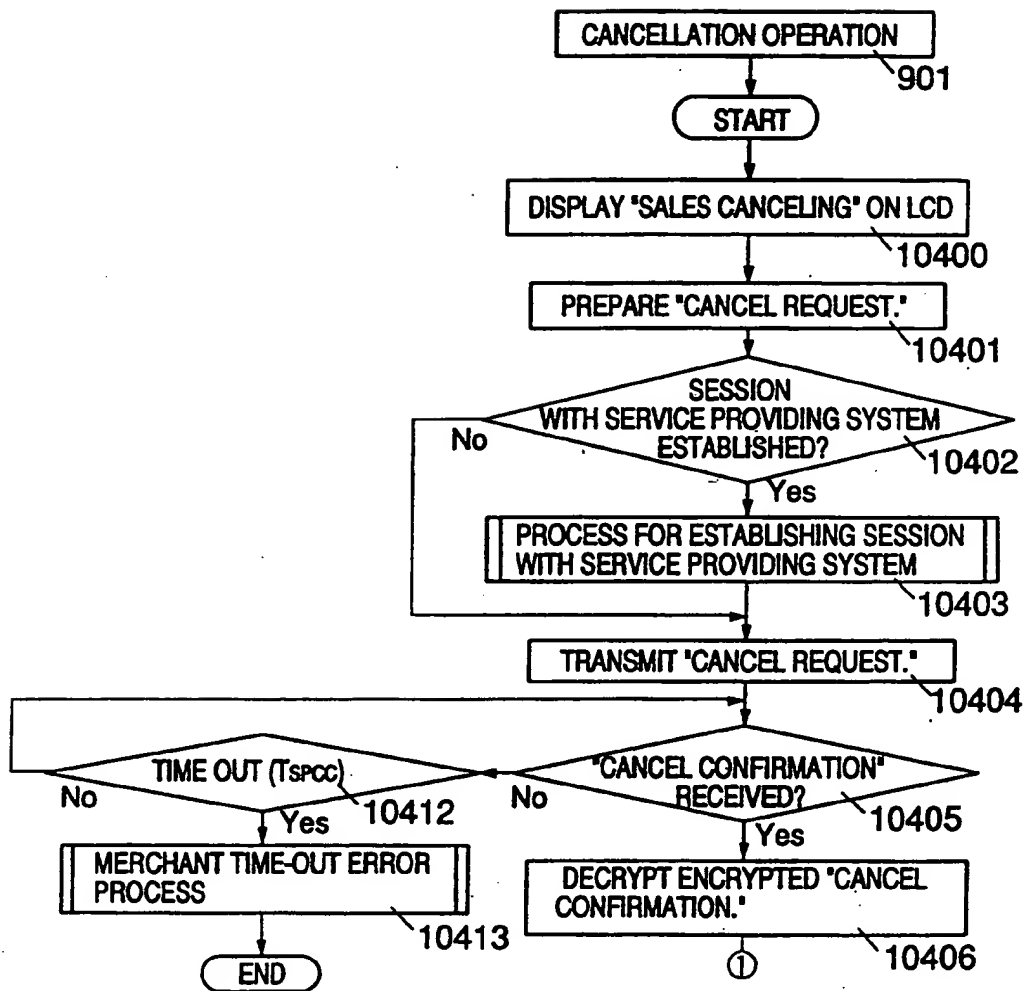 CANCELLATION OPERATION
901
START
DISPLAY "SALES CANCELING" ON LCD
10400
PREPARE "CANCEL REQUEST."
10401
SESSION
WITH SERVICE PROVIDING SYSTEM
ESTABLISHED?
No
10402
Yes
PROCESS FOR ESTABLISHING SESSION
WITH SERVICE PROVIDING SYSTEM
10403
TRANSMIT "CANCEL REQUEST."
10404
"CANCEL CONFIRMATION"
RECEIVED?
No
10405
Yes
TIME OUT (TSPCC)
No
10412
Yes
MERCHANT TIME-OUT ERROR
PROCESS
10413
END
DECRYPT ENCRYPTED "CANCEL
CONFIRMATION."
10406
①